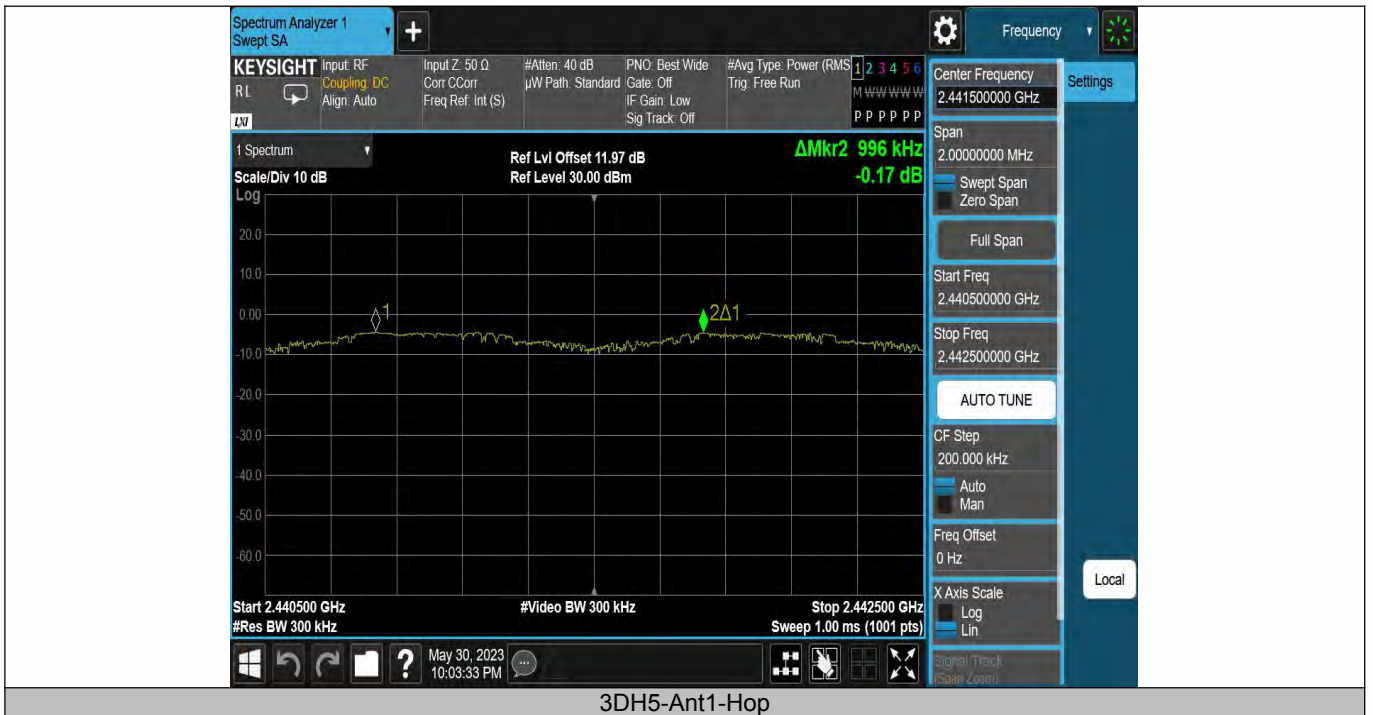 Spectrum Analyzer 1
Swept SA
+
Frequency
KEYSIGHT
RL
LXI
Input: RF
Coupling: DC
Align: Auto
Input Z: 50 Ω
Corr CCorr
Freq Ref: Int (S)
#Atten: 40 dB
µW Path: Standard
PNO: Best Wide
Gate: Off
IF Gain: Low
Sig Track: Off
#Avg Type: Power (RMS
Trig: Free Run
1 2 3 4 5 6
M W W W W W
P P P P P P
1 Spectrum
Scale/Div 10 dB
Log
Ref Lvl Offset 11.97 dB
Ref Level 30.00 dBm
ΔMkr2 996 kHz
-0.17 dB
20.0
10.0
0.00
-10.0
-20.0
-30.0
-40.0
-50.0
-60.0
1
2Δ1
Start 2.440500 GHz
#Res BW 300 kHz
#Video BW 300 kHz
Stop 2.442500 GHz
Sweep 1.00 ms (1001 pts)
Center Frequency
2.441500000 GHz
Settings
Span
2.00000000 MHz
Swept Span
Zero Span
Full Span
Start Freq
2.440500000 GHz
Stop Freq
2.442500000 GHz
AUTO TUNE
CF Step
200.000 kHz
Auto
Man
Freq Offset
0 Hz
X Axis Scale
Log
Lin
Local
Signal Track
(Span Zoom)
?
May 30, 2023
10:03:33 PM
3DH5-Ant1-Hop